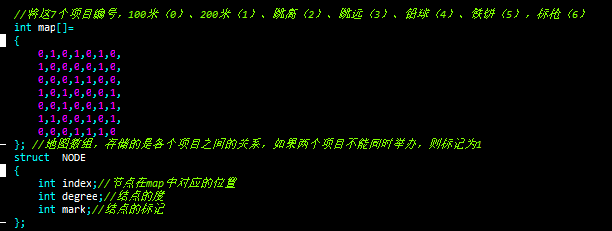 //将这7个项目编号，100米（0）、200米（1）、跳高（2）、跳远（3）、铅球（4）、铁饼（5），标枪（6）
int map[]=
{
0,1,0,1,0,1,0,
1,0,0,0,0,1,0,
0,0,0,1,1,0,0,
1,0,1,0,0,0,1,
0,0,1,0,0,1,1,
1,1,0,0,1,0,1,
0,0,0,1,1,1,0
}; //地图数组，存储的是各个项目之间的关系，如果两个项目不能同时举办，则标记为1
struct NODE
{
int index;//节点在map中对应的位置
int degree;//结点的度
int mark;//结点的标记
};